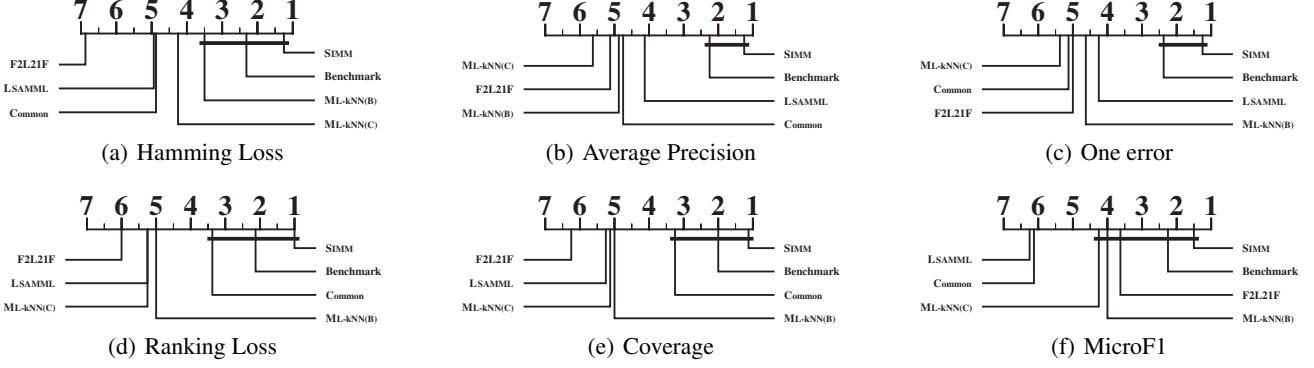 7 6 5 4 3 2 1
F2L21F
LSAMML
Common
SIMM
Benchmark
ML-kNN(B)
ML-kNN(C)
(a) Hamming Loss
7 6 5 4 3 2 1
ML-kNN(C)
F2L21F
ML-kNN(B)
SIMM
Benchmark
LSAMML
Common
(b) Average Precision
7 6 5 4 3 2 1
ML-kNN(C)
Common
F2L21F
SIMM
Benchmark
LSAMML
ML-kNN(B)
(c) One error
7 6 5 4 3 2 1
F2L21F
LSAMML
ML-kNN(C)
SIMM
Benchmark
Common
ML-kNN(B)
(d) Ranking Loss
7 6 5 4 3 2 1
F2L21F
LSAMML
ML-kNN(C)
SIMM
Benchmark
Common
ML-kNN(B)
(e) Coverage
7 6 5 4 3 2 1
LSAMML
Common
ML-kNN(C)
SIMM
Benchmark
F2L21F
ML-kNN(B)
(f) MicroF1